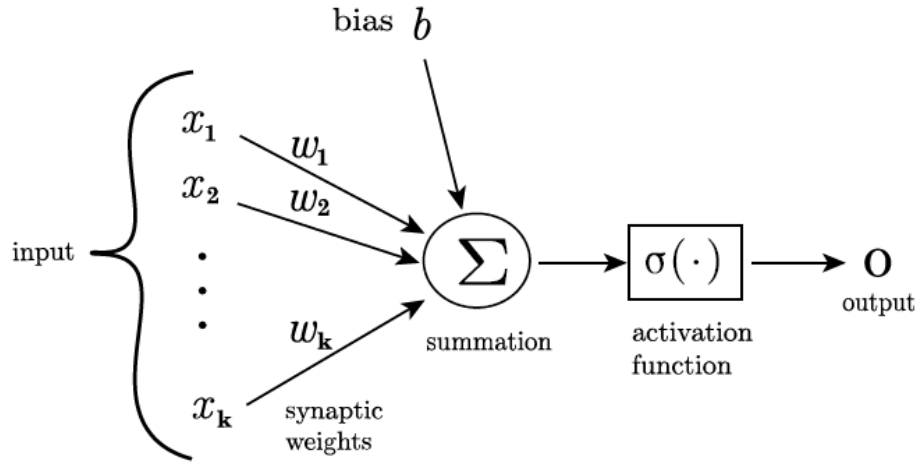 bias b
x₁
w₁
x₂
w₂
input
Σ
σ(·)
o
output
wₖ
summation
activation
function
xₖ
synaptic
weights